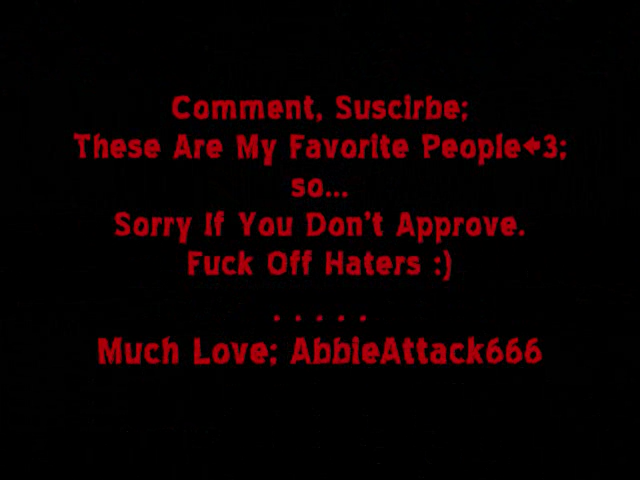 Comment, Suscirbe;
These Are My Favorite People<3;
so...
Sorry If You Don't Approve.
Fuck Off Haters :)
. . . . .
Much Love; AbbieAttack666